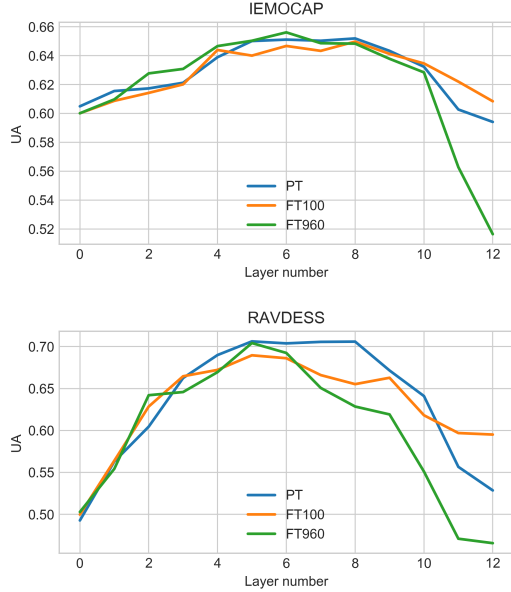 IEMOCAP
0.66
0.64
0.62
0.60
0.58
0.56
0.54
0.52
UA
PT
FT100
FT960
0 2 4 6 8 10 12
Layer number
RAVDESS
0.70
0.65
0.60
0.55
0.50
UA
PT
FT100
FT960
0 2 4 6 8 10 12
Layer number